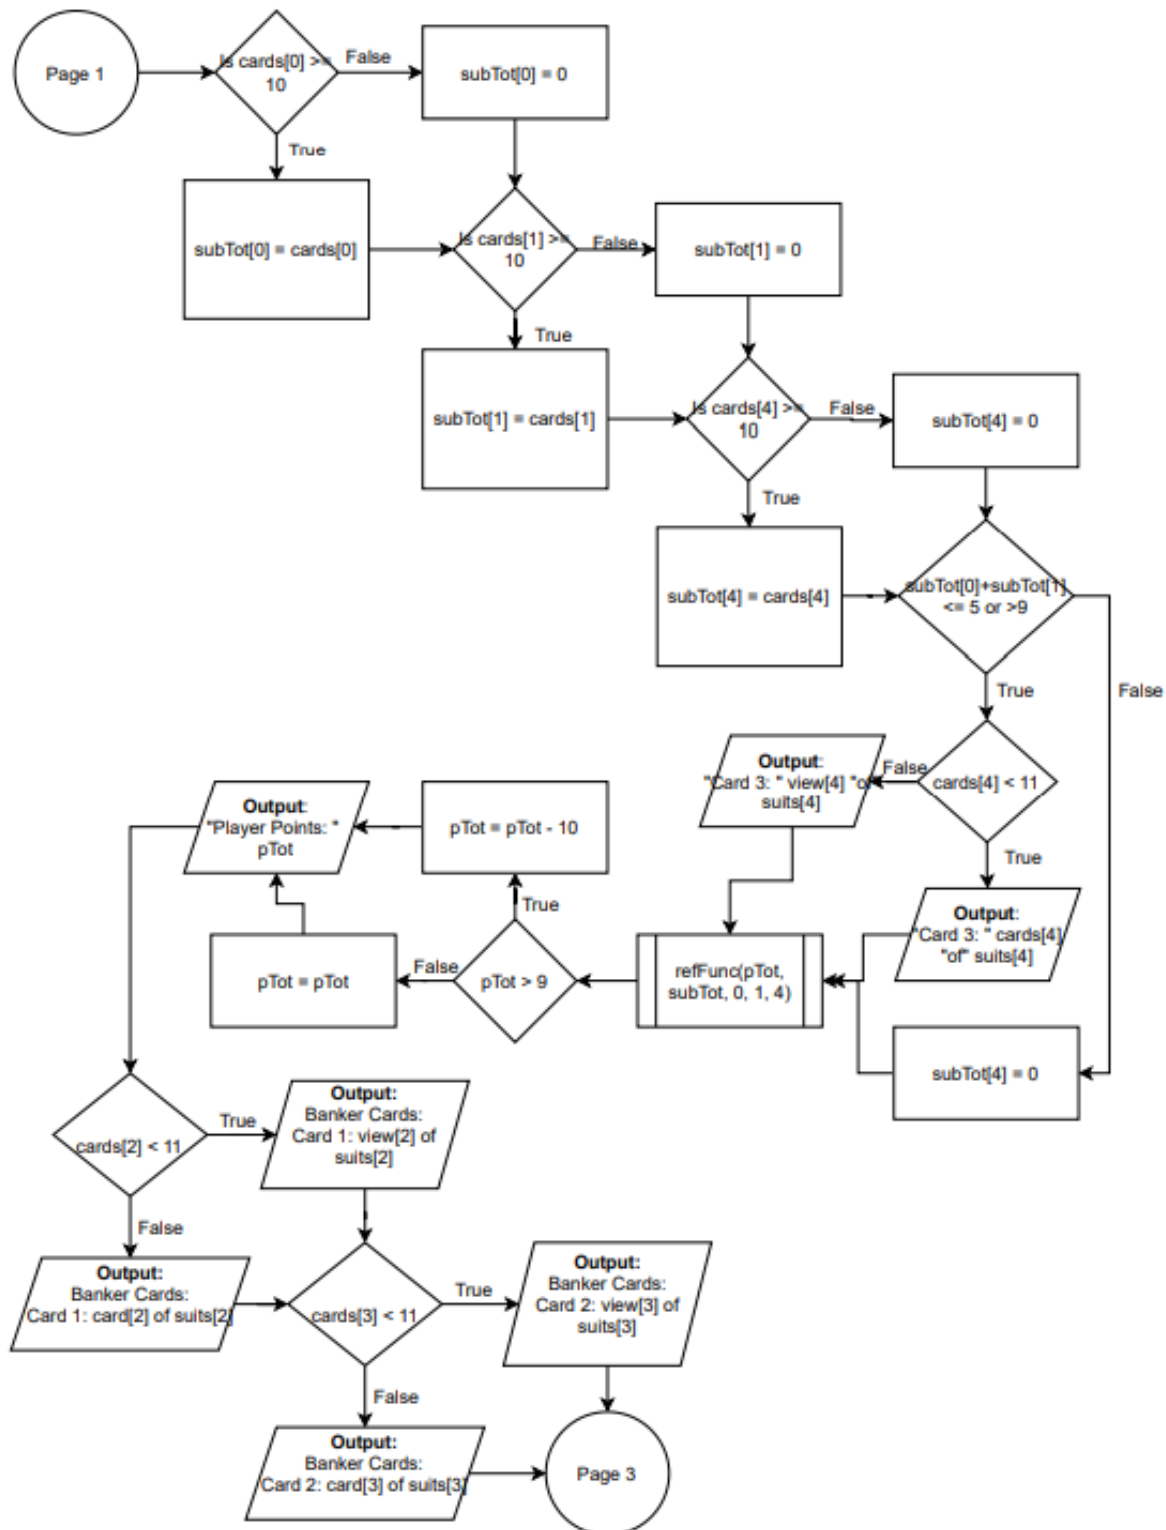 Page 1
Is cards[0] >=
10
False
subTot[0] = 0
True
subTot[0] = cards[0]
Is cards[1] >=
10
False
subTot[1] = 0
True
subTot[1] = cards[1]
Is cards[4] >=
10
False
subTot[4] = 0
True
subTot[4] = cards[4]
subTot[0]+subTot[1]
<= 5 or >9
True
False
cards[4] < 11
False
Output:
"Card 3: " view[4] "of
suits[4]
True
Output:
"Card 3: " cards[4]
"of" suits[4]
subTot[4] = 0
refFunc(pTot,
subTot, 0, 1, 4)
pTot > 9
True
pTot = pTot - 10
False
pTot = pTot
Output:
"Player Points: "
pTot
cards[2] < 11
True
Output:
Banker Cards:
Card 1: view[2] of
suits[2]
False
Output:
Banker Cards:
Card 1: card[2] of suits[2]
cards[3] < 11
True
Output:
Banker Cards:
Card 2: view[3] of
suits[3]
False
Output:
Banker Cards:
Card 2: card[3] of suits[3]
Page 3